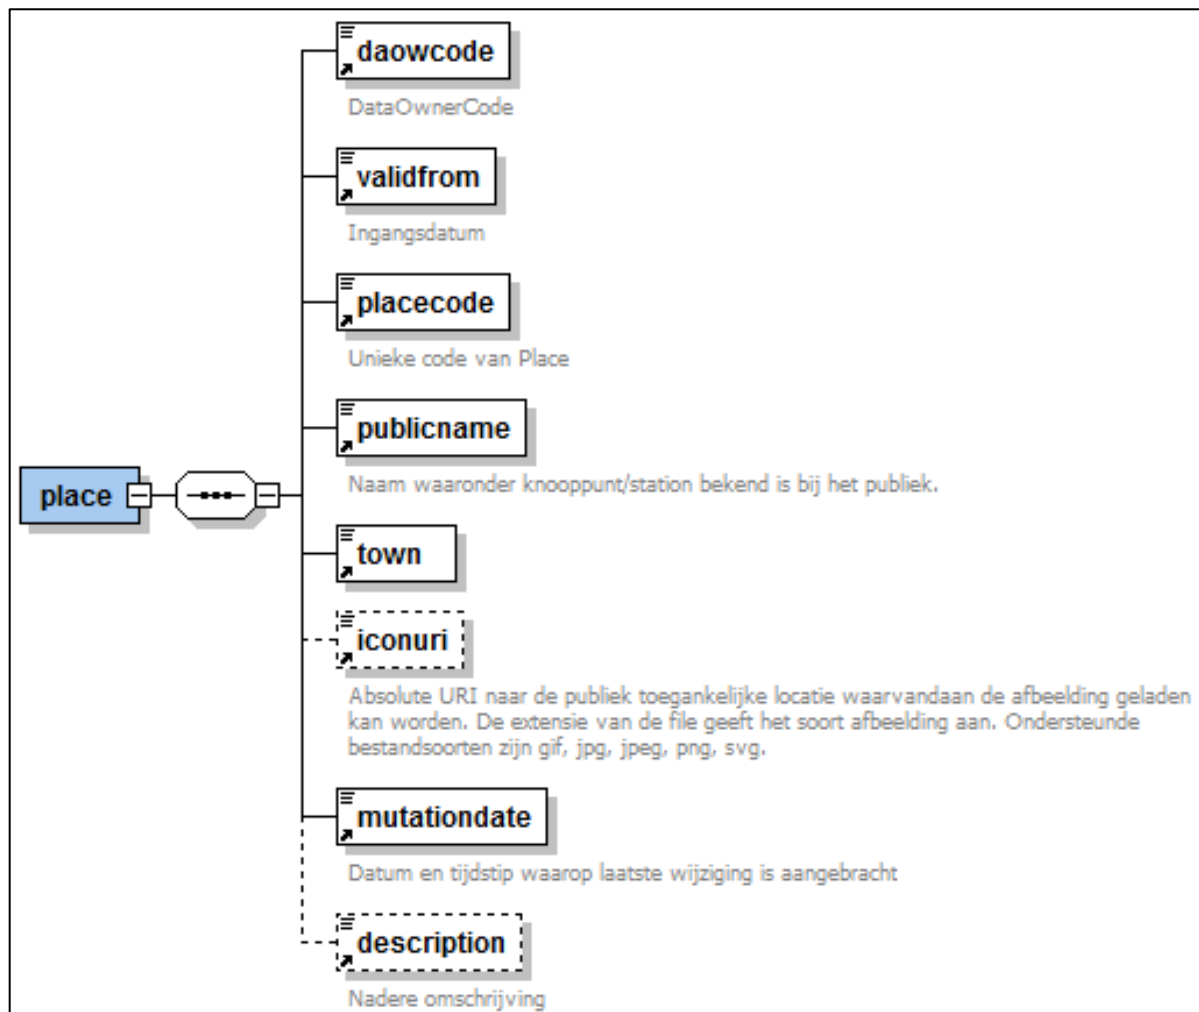 daowcode
DataOwnerCode
validfrom
Ingangsdatum
placecode
Unieke code van Place
publicname
Naam waaronder knooppunt/station bekend is bij het publiek.
place
town
iconuri
Absolute URI naar de publiek toegankelijke locatie waarvandaan de afbeelding geladen
kan worden. De extensie van de file geeft het soort afbeelding aan. Ondersteunde
bestandsoorten zijn gif, jpg, jpeg, png, svg.
mutationdate
Datum en tijdstip waarop laatste wijziging is aangebracht
description
Nadere omschrijving